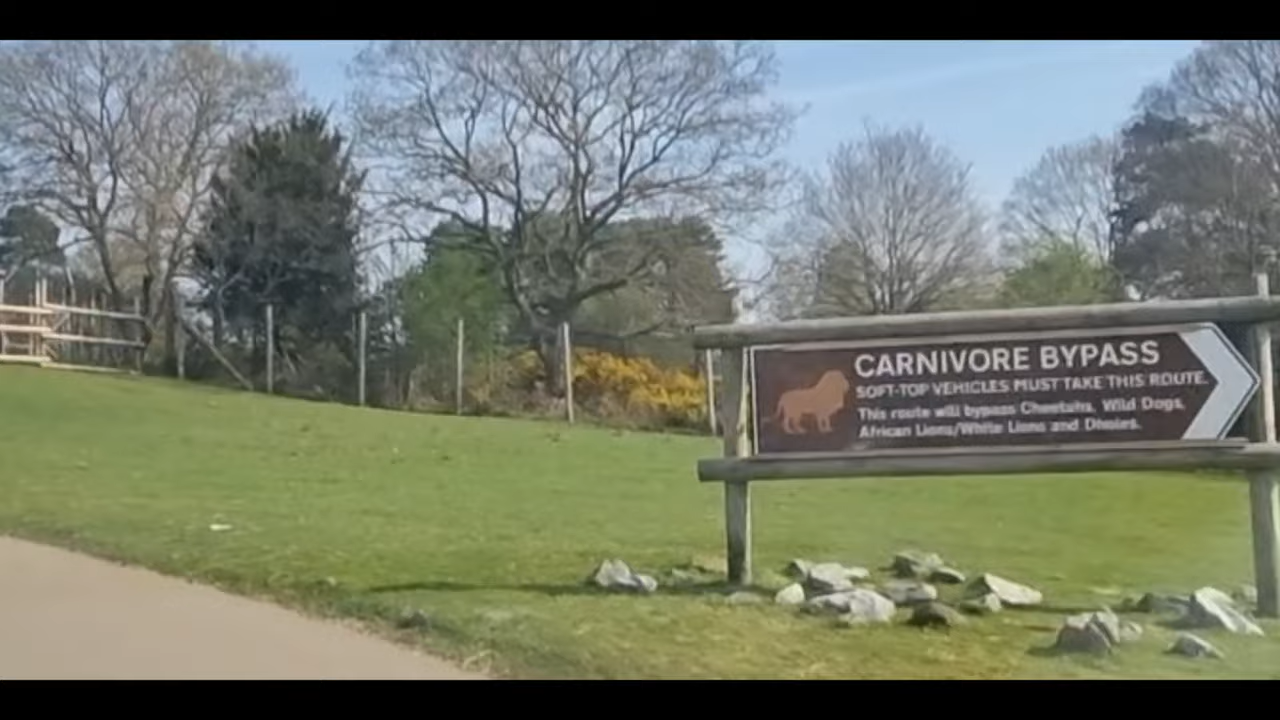 CARNIVORE BYPASS
SOFT-TOP VEHICLES MUST TAKE THIS ROUTE.
This route will bypass Cheetahs, Wild Dogs,
African Lions/White Lions and Dholes.